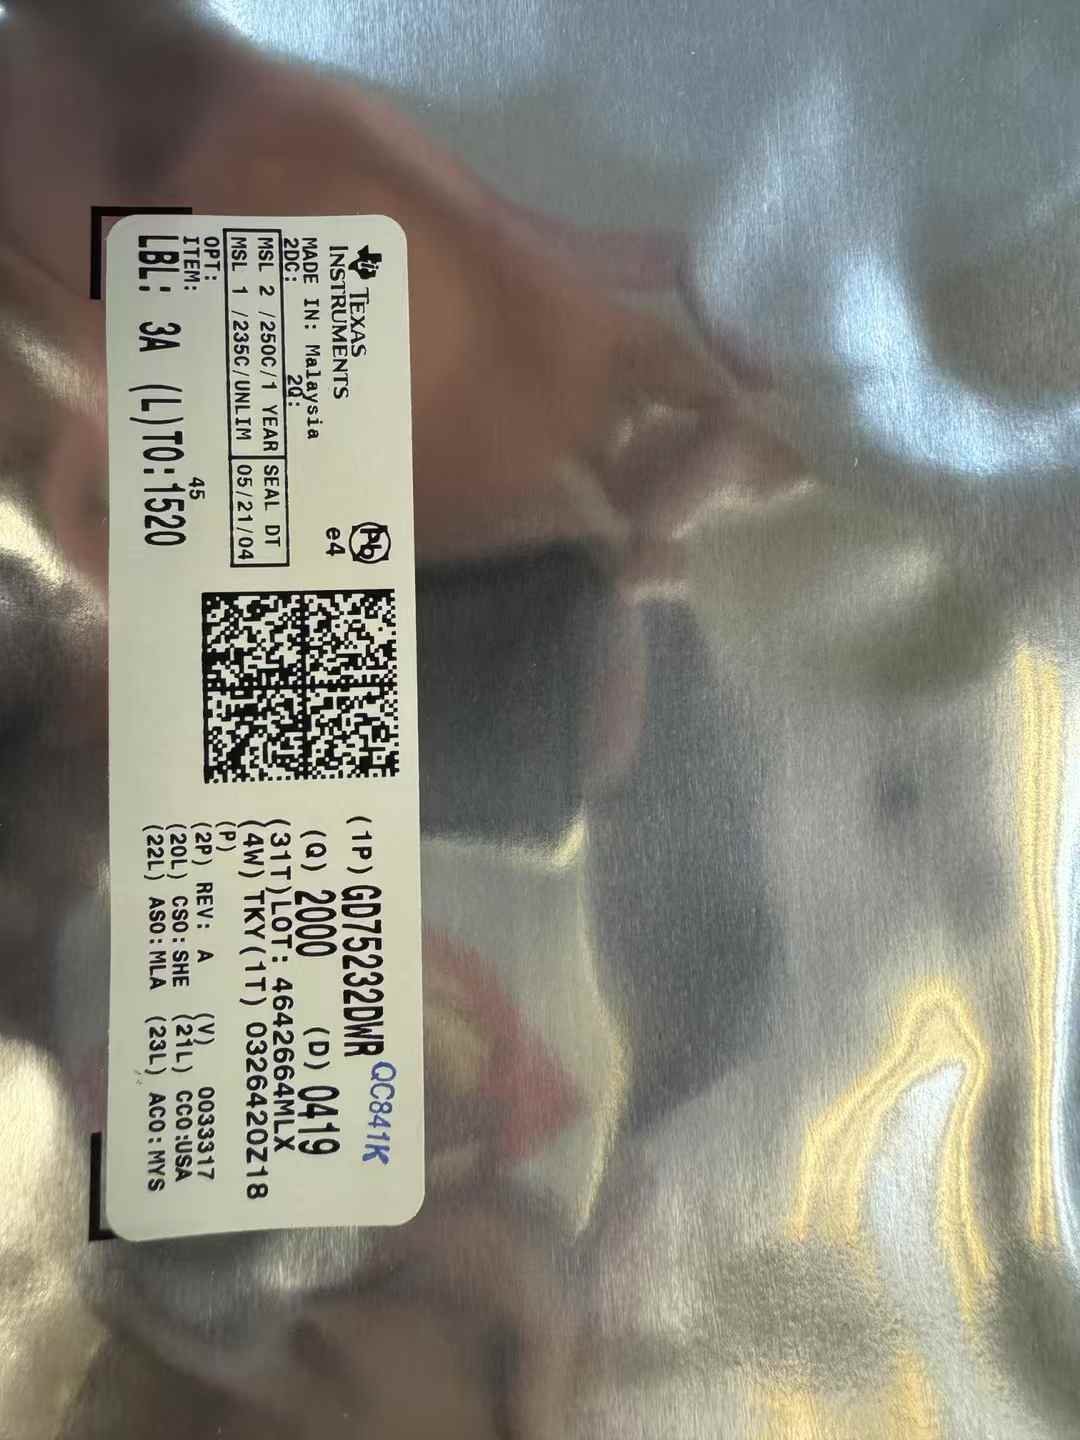 TEXAS
INSTRUMENTS
MADE IN: Malaysia
2DC: 2Q:
MSL 2 /250C/1 YEAR SEAL DT
MSL 1 /235C/UNLIM 05/21/04
OPT:
ITEM: 45
LBL: 3A (L)TO:1520
Pb
e4
(1P) GD75232DWR
QC841K
(Q) 2000 (D) 0419
(31T)LOT: 4642664MLX
(4W) TKY(1T) 0326420Z18
(P)
(2P) REV: A (V) 0033317
(20L) CSO:SHE (21L) CCO:USA
(22L) ASO:MLA (23L) ACO:MYS